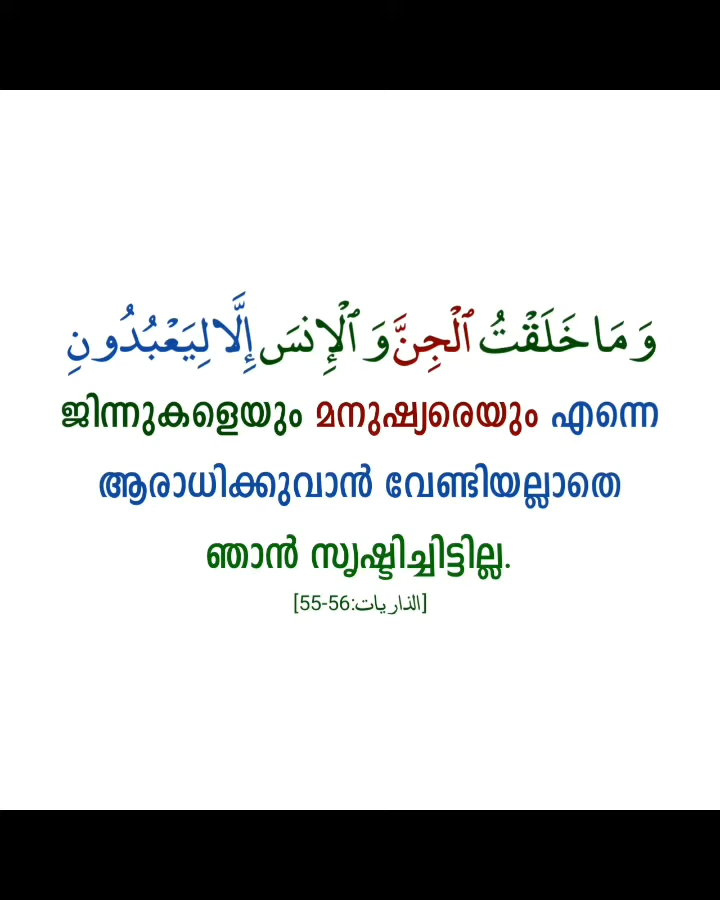 وَ مَا خَلَقْتُ ٱلْجِنَّ وَ ٱلْإِنسَ إِلَّا لِيَعْبُدُونِ
ജിന്നുകളെയും മനുഷ്യരെയും എന്നെ
ആരാധിക്കുവാൻ വേണ്ടിയല്ലാതെ
ഞാൻ സൃഷ്ടിച്ചിട്ടില്ല.
[الذاريات:56-55]